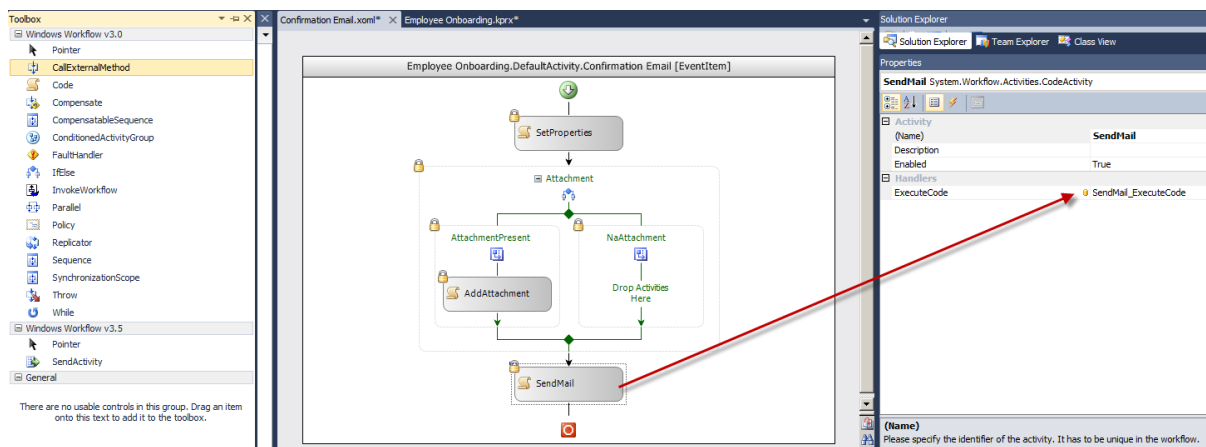 Toolbox
Windows Workflow v3.0
Pointer
CallExternalMethod
Code
Compensate
CompensatableSequence
ConditionedActivityGroup
FaultHandler
IfElse
InvokeWorkflow
Parallel
Policy
Replicator
Sequence
SynchronizationScope
Throw
While
Windows Workflow v3.5
Pointer
SendActivity
General
There are no usable controls in this group. Drag an item
onto this text to add it to the toolbox.
Confirmation Email.xoml*
Employee Onboarding.kprx*
Employee Onboarding.DefaultActivity.Confirmation Email [EventItem]
SetProperties
Attachment
AttachmentPresent
NaAttachment
AddAttachment
Drop Activities
Here
SendMail
Solution Explorer
Solution Explorer Team Explorer Class View
Properties
SendMail System.Workflow.Activities.CodeActivity
Activity
(Name) SendMail
Description
Enabled True
Handlers
ExecuteCode SendMail_ExecuteCode
(Name)
Please specify the identifier of the activity. It has to be unique in the workflow.